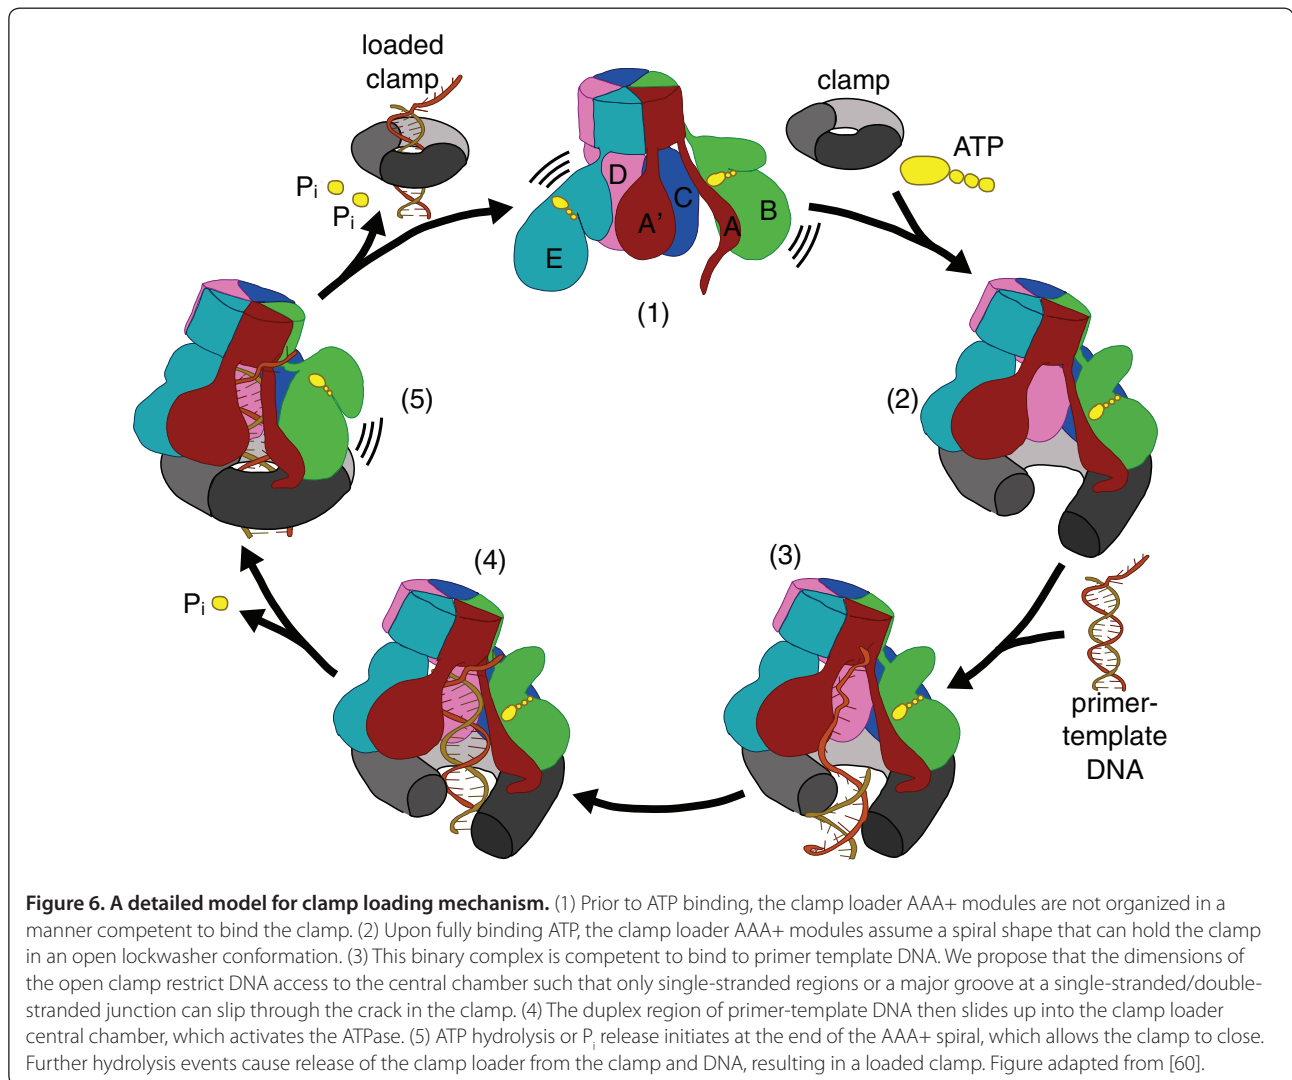 loaded
clamp
clamp
ATP
Pi
Pi
D
C
A
B
A’
E
(1)
(5)
(2)
(4)
(3)
Pi
primer-
template
DNA
Figure 6. A detailed model for clamp loading mechanism. (1) Prior to ATP binding, the clamp loader AAA+ modules are not organized in a
manner competent to bind the clamp. (2) Upon fully binding ATP, the clamp loader AAA+ modules assume a spiral shape that can hold the clamp
in an open lockwasher conformation. (3) This binary complex is competent to bind to primer template DNA. We propose that the dimensions of
the open clamp restrict DNA access to the central chamber such that only single-stranded regions or a major groove at a single-stranded/double-
stranded junction can slip through the crack in the clamp. (4) The duplex region of primer-template DNA then slides up into the clamp loader
central chamber, which activates the ATPase. (5) ATP hydrolysis or Pi release initiates at the end of the AAA+ spiral, which allows the clamp to close.
Further hydrolysis events cause release of the clamp loader from the clamp and DNA, resulting in a loaded clamp. Figure adapted from [60].